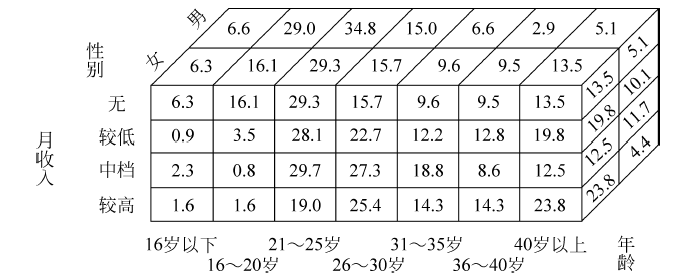 男 6.6 29.0 34.8 15.0 6.6 2.9 5.1
性别 女 6.3 16.1 29.3 15.7 9.6 9.5 13.5
无 6.3 16.1 29.3 15.7 9.6 9.5 13.5 13.5 5.1
较低 0.9 3.5 28.1 22.7 12.2 12.8 19.8 19.8 10.1
月收入
中档 2.3 0.8 29.7 27.3 18.8 8.6 12.5 12.5 11.7
较高 1.6 1.6 19.0 25.4 14.3 14.3 23.8 23.8 4.4
16岁以下 21～25岁 31～35岁 40岁以上 年龄
16～20岁 26～30岁 36～40岁